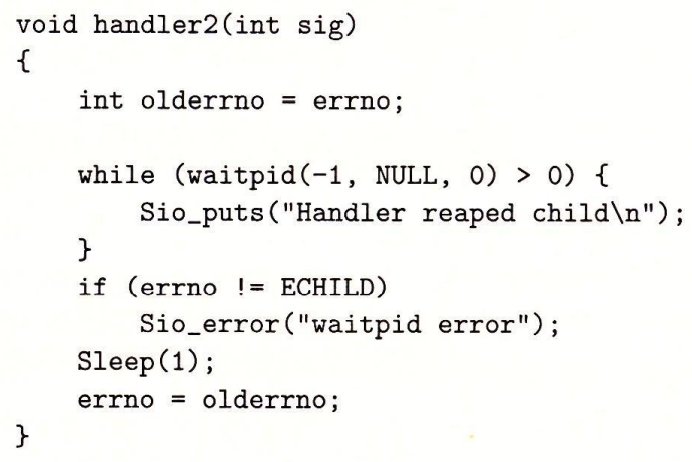 void handler2(int sig)
{
    int olderrno = errno;

    while (waitpid(-1, NULL, 0) > 0) {
        Sio_puts("Handler reaped child\n");
    }
    if (errno != ECHILD)
        Sio_error("waitpid error");
    Sleep(1);
    errno = olderrno;
}